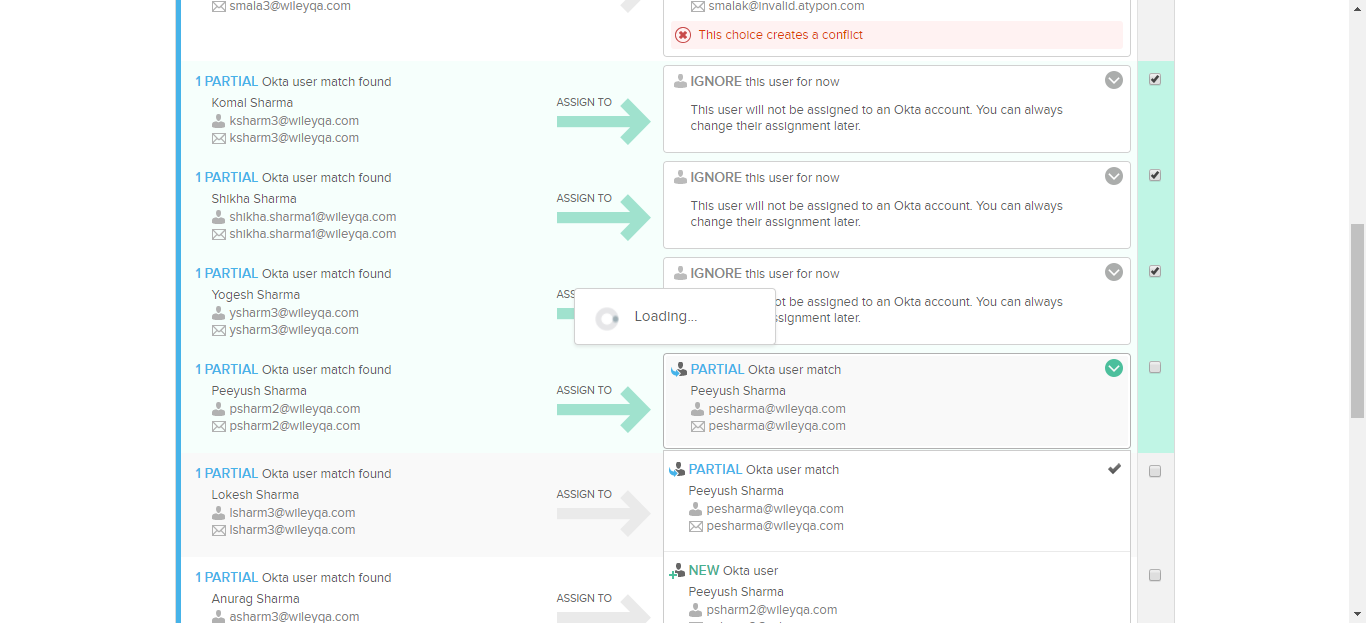 smala3@wileyqa.com
smalak@invalid.atypon.com
This choice creates a conflict
1 PARTIAL Okta user match found
Komal Sharma
ksharm3@wileyqa.com
ksharm3@wileyqa.com
ASSIGN TO
IGNORE this user for now
This user will not be assigned to an Okta account. You can always
change their assignment later.
1 PARTIAL Okta user match found
Shikha Sharma
shikha.sharma1@wileyqa.com
shikha.sharma1@wileyqa.com
ASSIGN TO
IGNORE this user for now
This user will not be assigned to an Okta account. You can always
change their assignment later.
1 PARTIAL Okta user match found
Yogesh Sharma
ysharm3@wileyqa.com
ysharm3@wileyqa.com
IGNORE this user for now
be assigned to an Okta account. You can always
later.
Loading...
1 PARTIAL Okta user match found
Peeyush Sharma
psharm2@wileyqa.com
psharm2@wileyqa.com
ASSIGN TO
PARTIAL Okta user match
Peeyush Sharma
pesharma@wileyqa.com
pesharma@wileyqa.com
1 PARTIAL Okta user match found
Lokesh Sharma
lsharm3@wileyqa.com
lsharm3@wileyqa.com
ASSIGN TO
PARTIAL Okta user match
Peeyush Sharma
pesharma@wileyqa.com
pesharma@wileyqa.com
1 PARTIAL Okta user match found
Anurag Sharma
asharm3@wileyqa.com
ASSIGN TO
NEW Okta user
Peeyush Sharma
psharm2@wileyqa.com